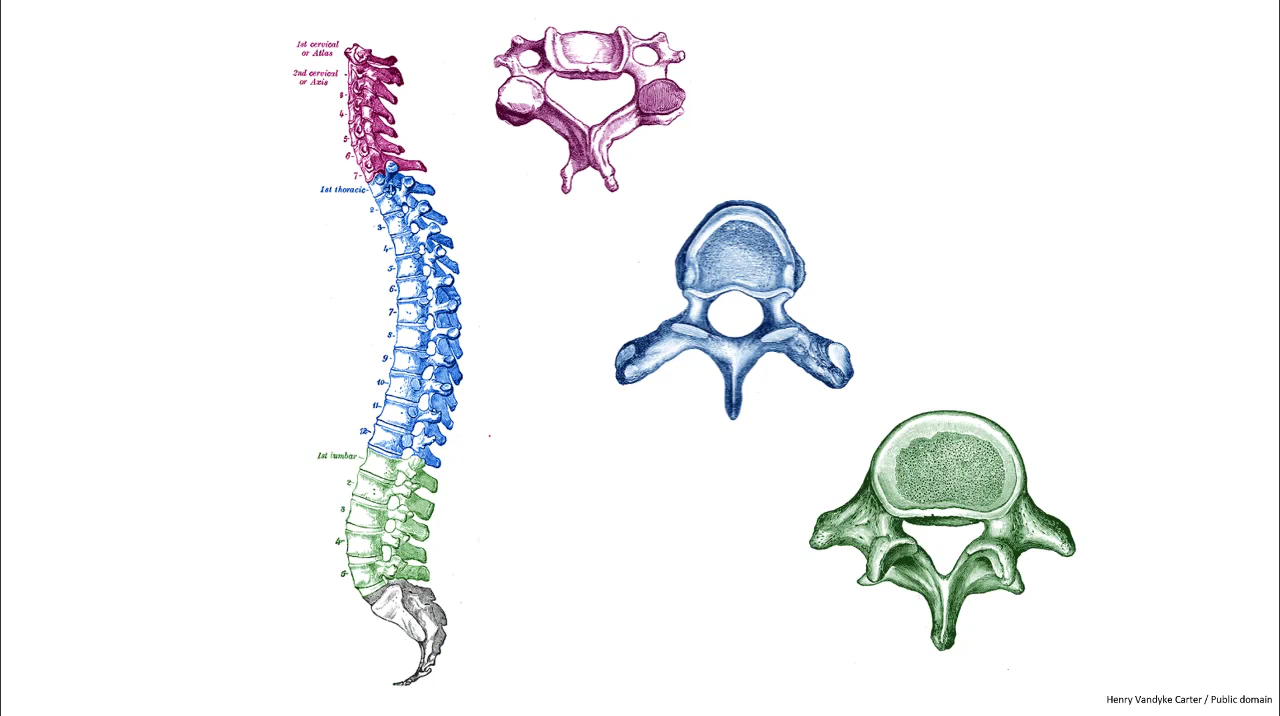 1st cervical
or Atlas
2nd cervical
or Axis
3
4
5
6
7
1st thoracic
2
3
4
5
6
7
8
9
10
11
12
1st lumbar
2
3
4
5
Henry Vandyke Carter / Public domain